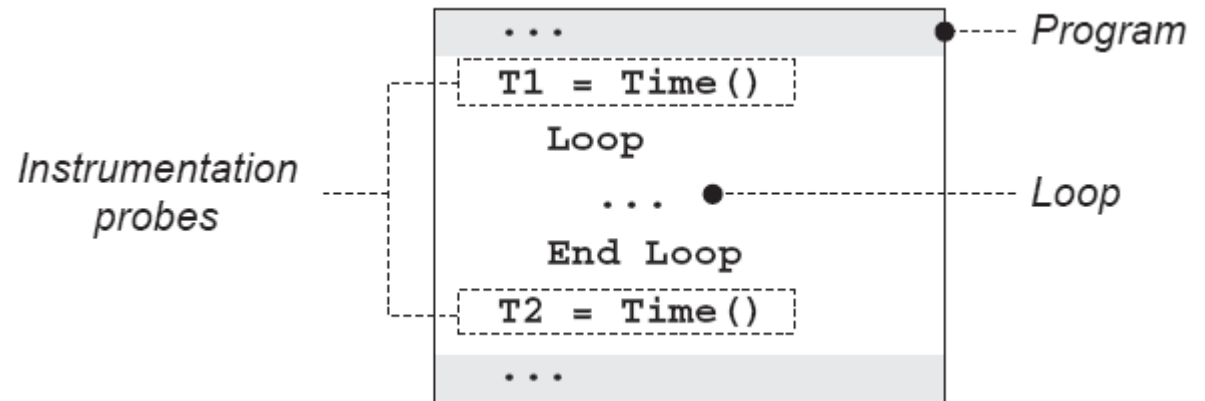 ...
Program
T1 = Time()
Loop
Instrumentation
probes
...
Loop
End Loop
T2 = Time()
...